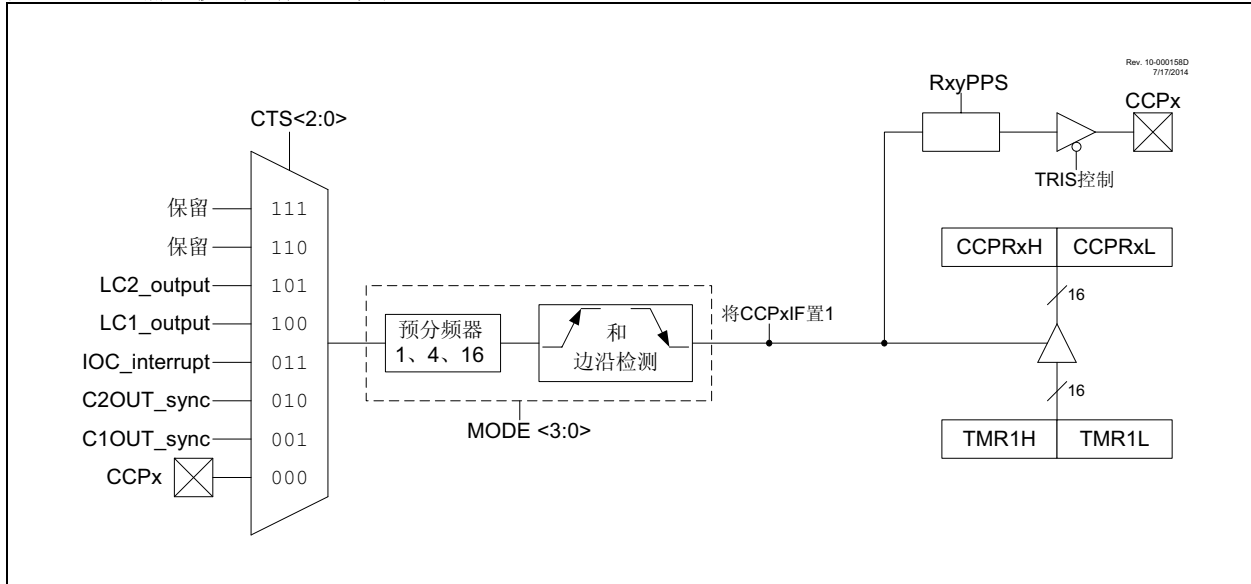 Rev. 10-000158D
7/17/2014
RxyPPS
CCPx
CTS<2:0>
TRIS控制
保留
111
保留
110
LC2_output
101
LC1_output
100
IOC_interrupt
011
C2OUT_sync
010
C1OUT_sync
001
CCPx
000
预分频器
1、4、16
和
边沿检测
MODE <3:0>
将CCPxIF置1
CCPRxH
CCPRxL
16
16
TMR1H
TMR1L